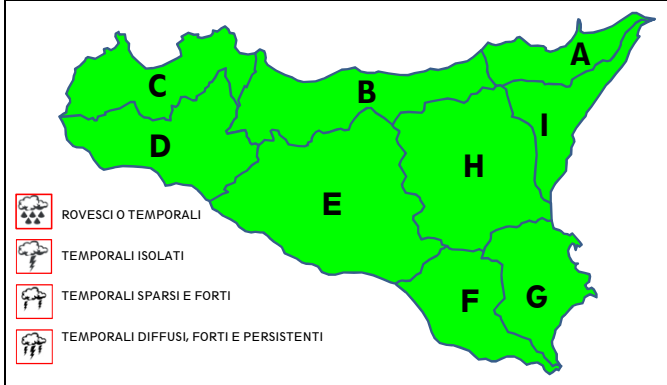 A
C
B
I
D
H
E
F
G
ROVESCI O TEMPORALI
TEMPORALI ISOLATI
TEMPORALI SPARSI E FORTI
TEMPORALI DIFFUSI, FORTI E PERSISTENTI